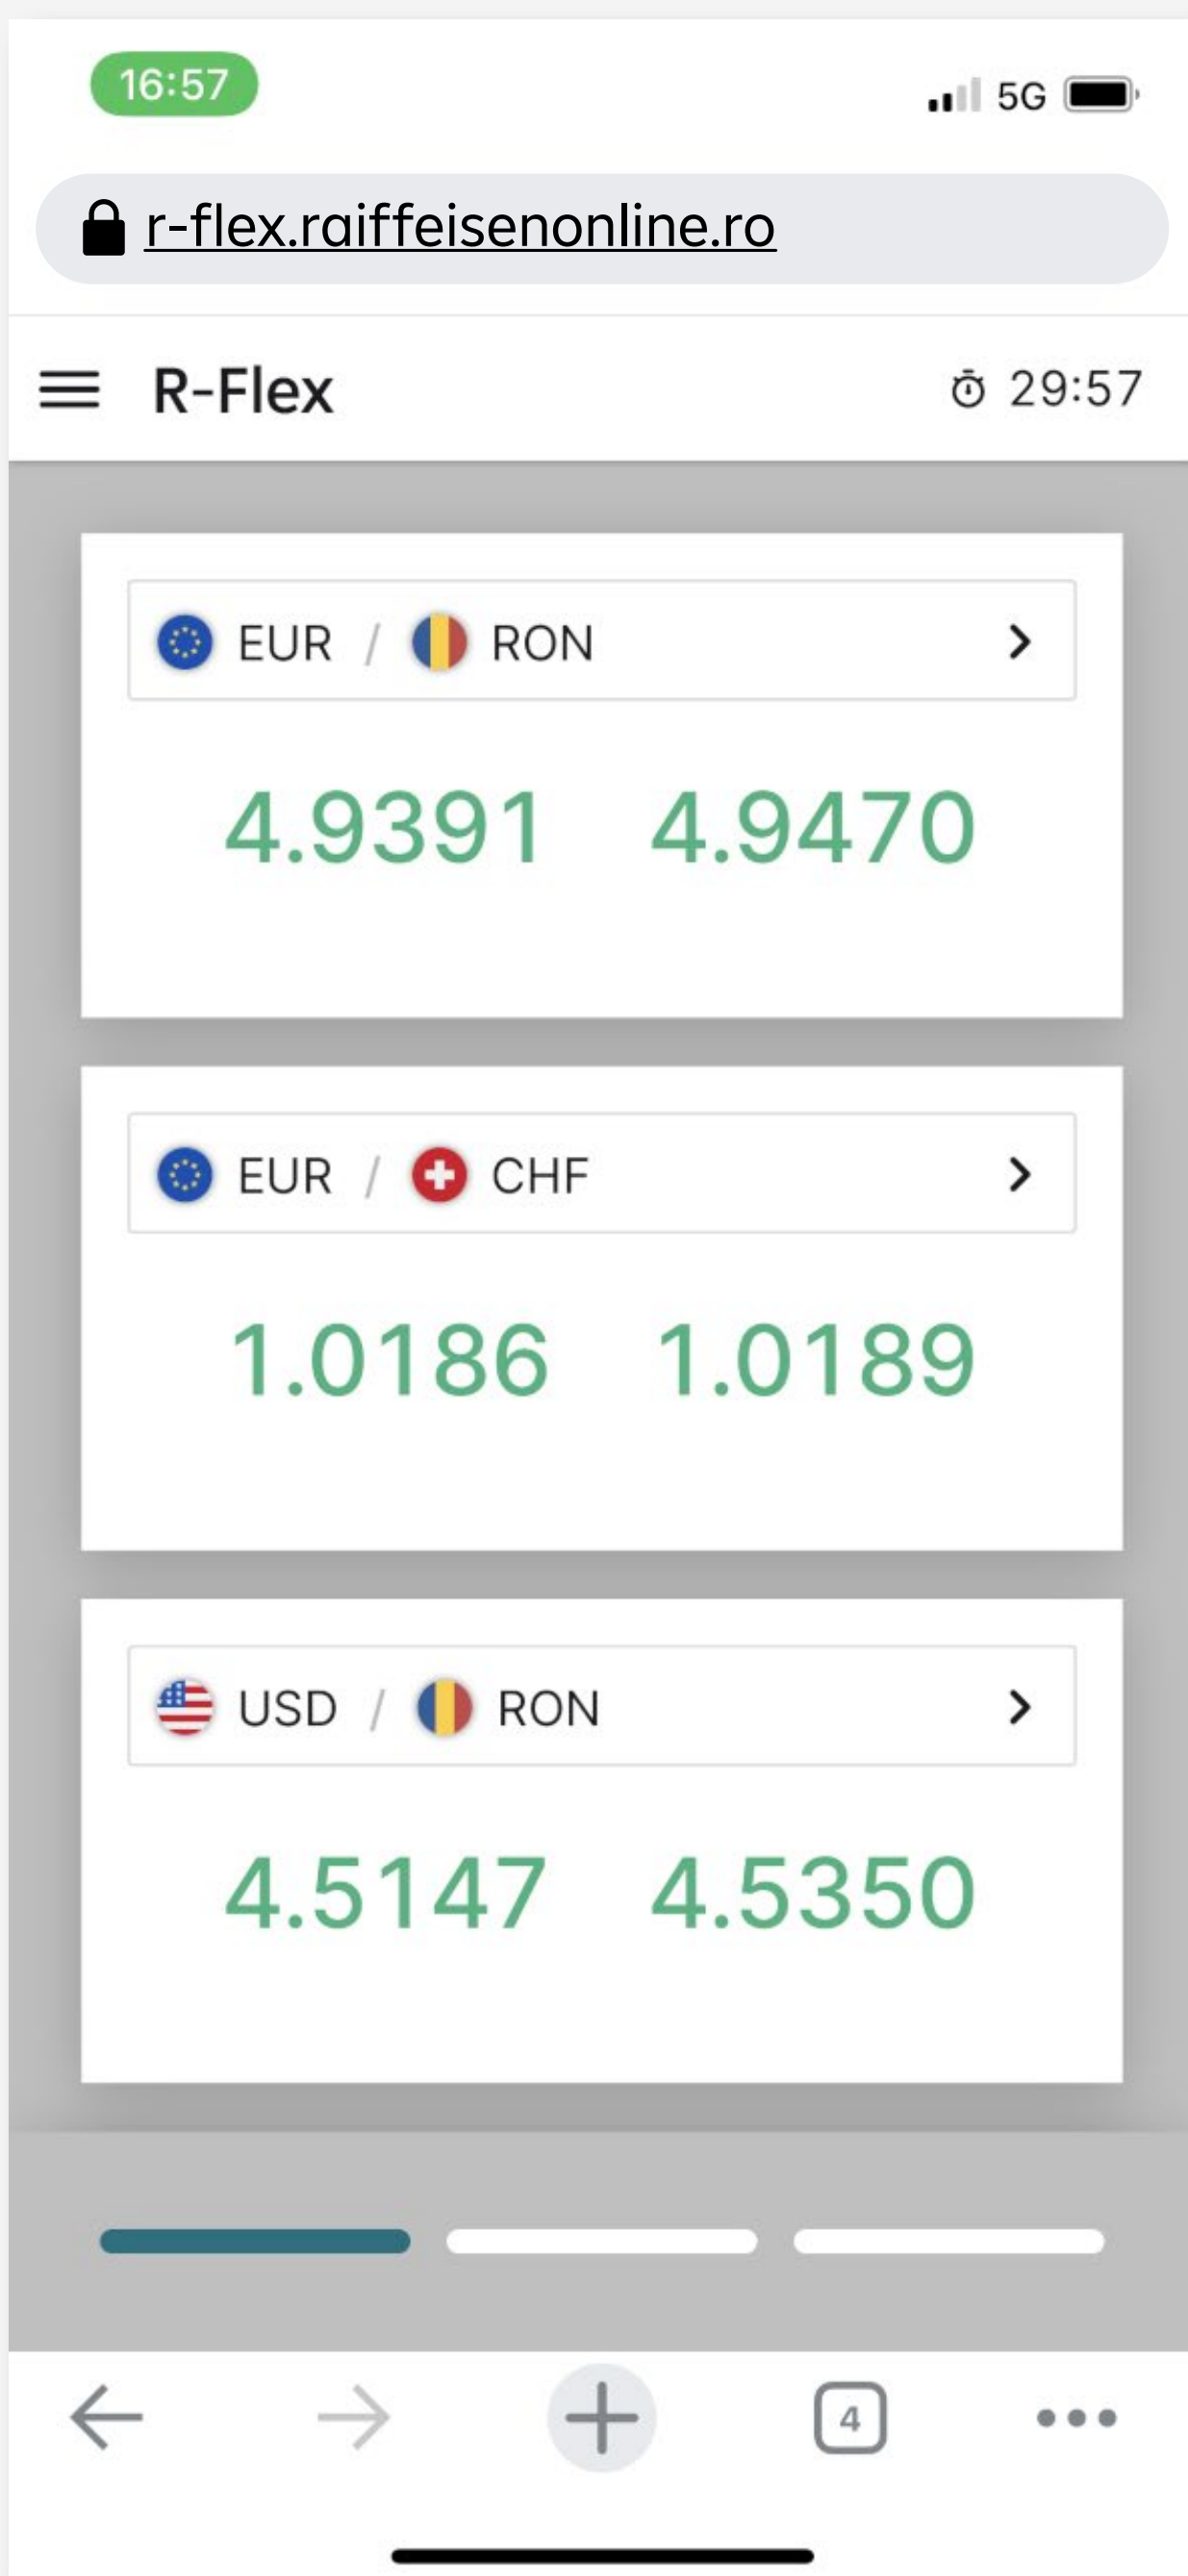 16:57 5G
r-flex.raiffeisenonline.ro
R-Flex 29:57
EUR / RON
4.9391 4.9470
EUR / CHF
1.0186 1.0189
USD / RON
4.5147 4.5350
4